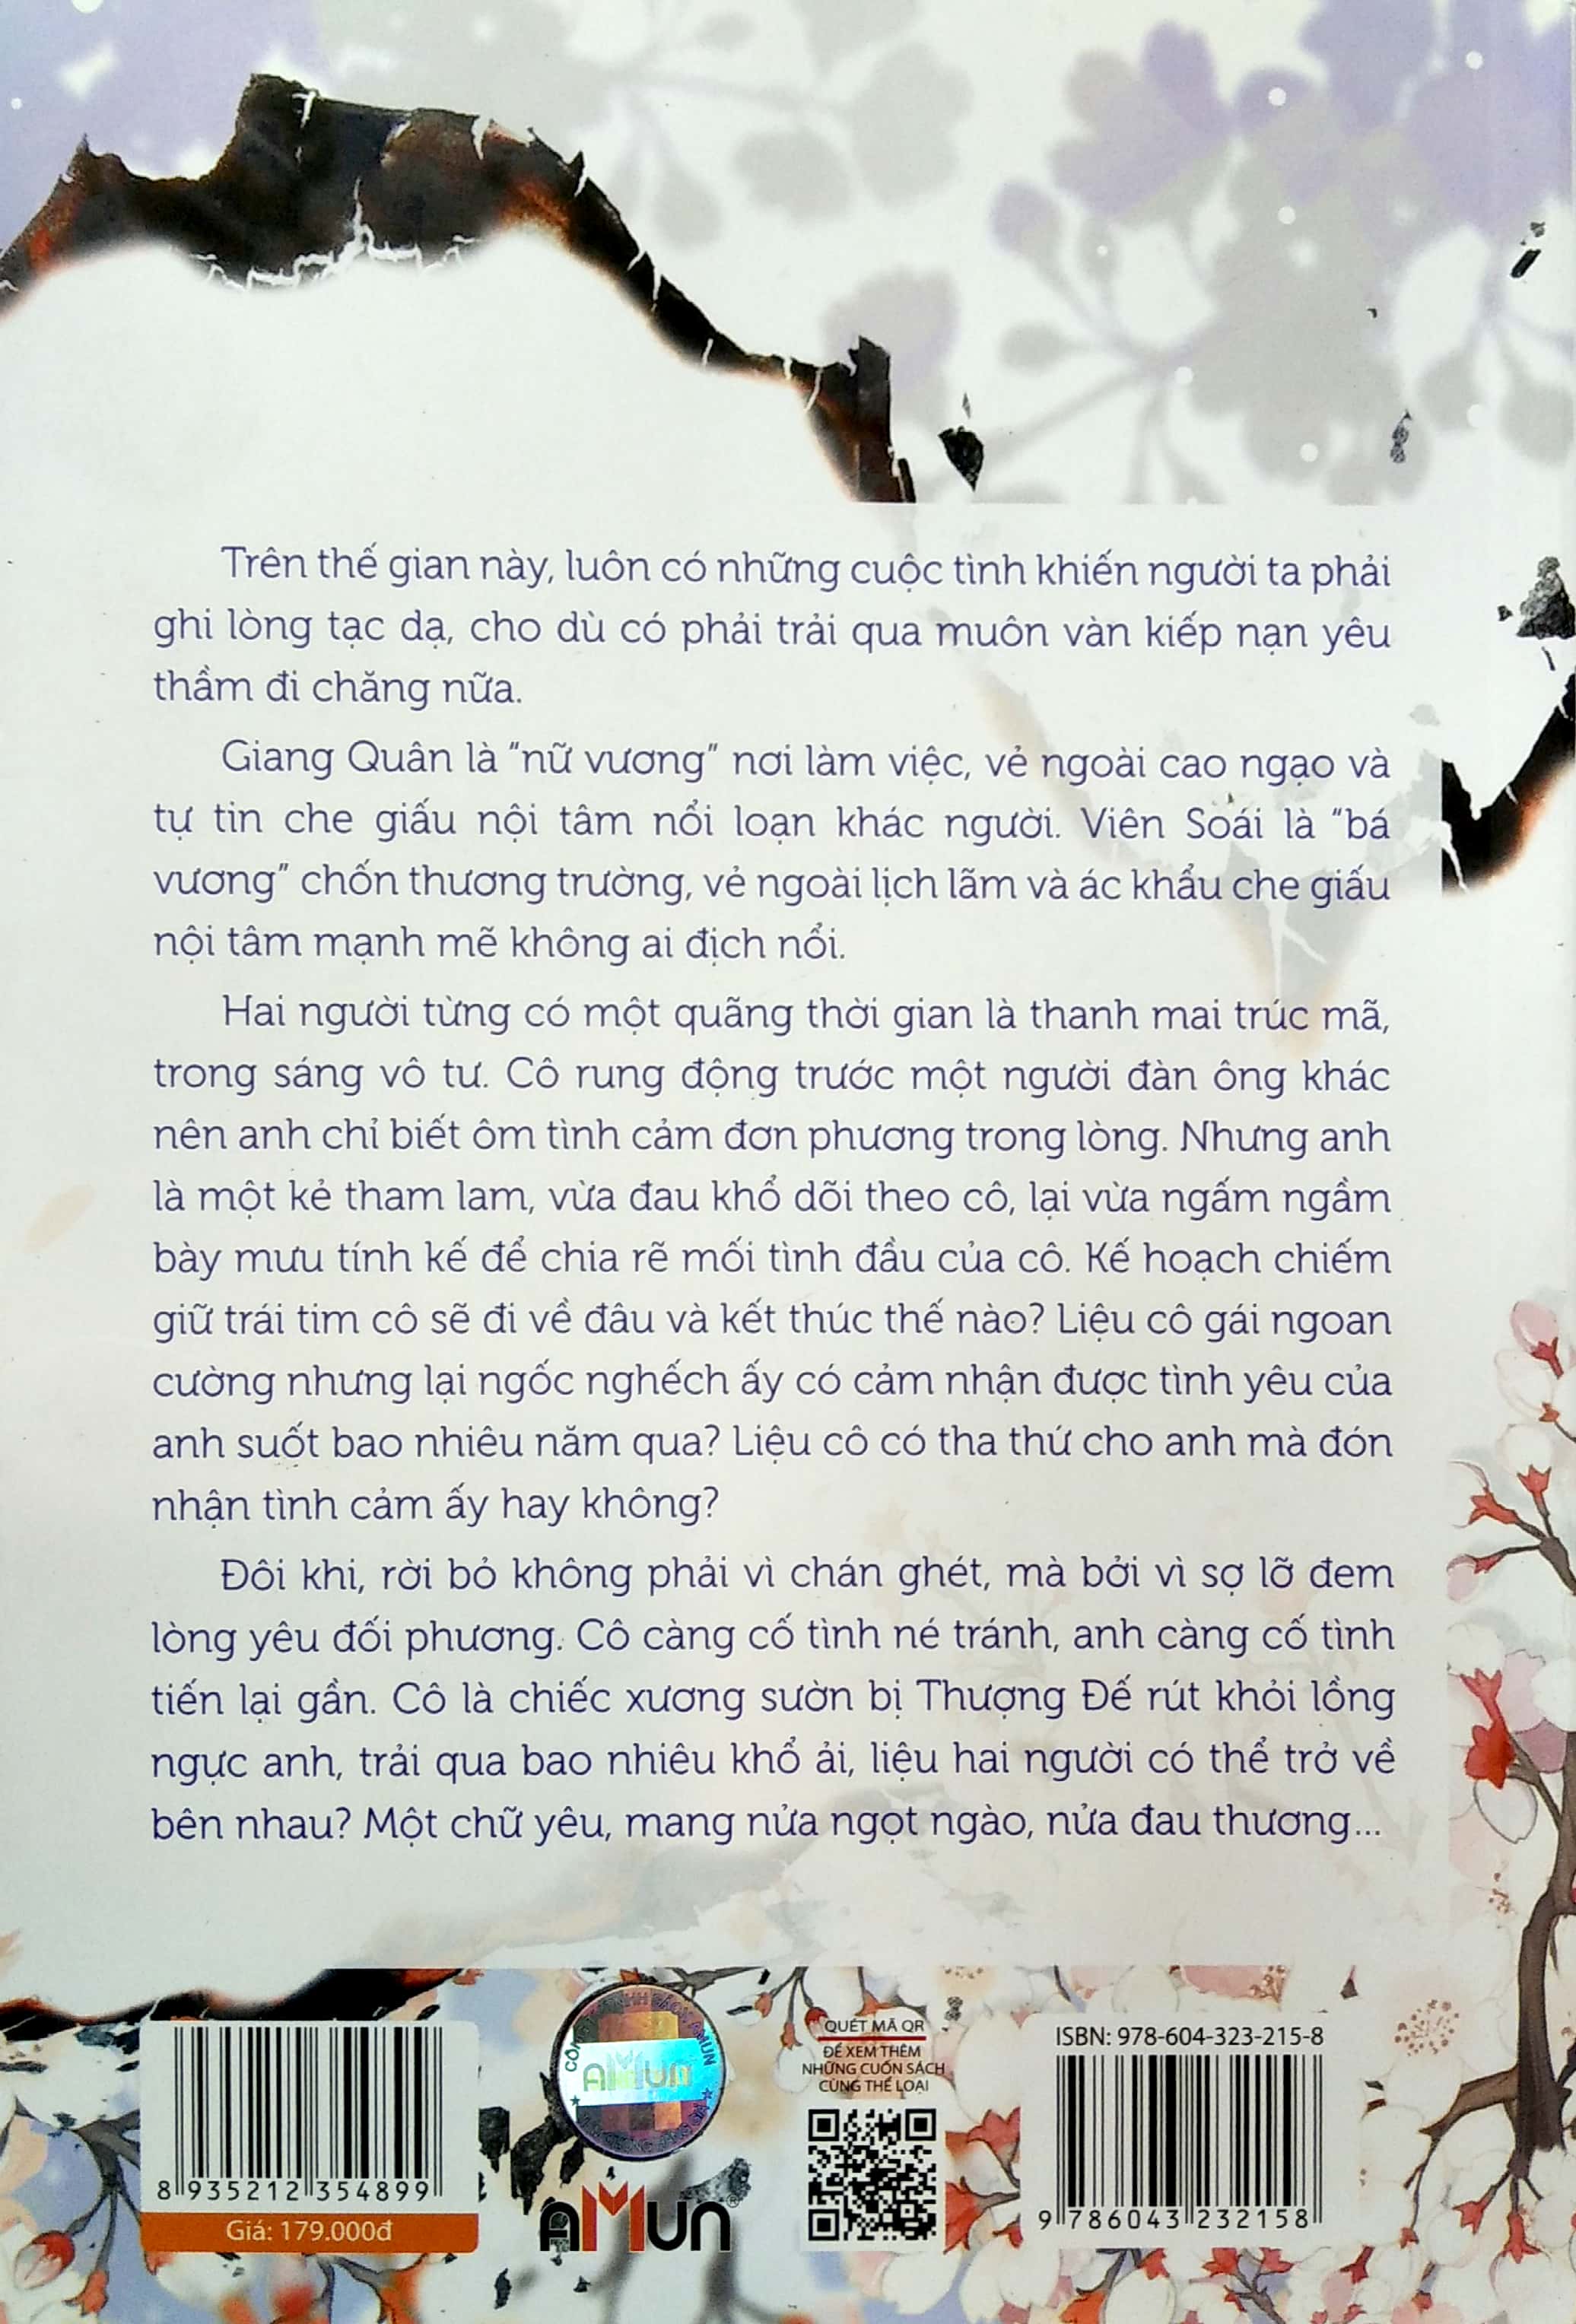 Trên thế gian này, luôn có những cuộc tình khiến người ta phải
ghi lòng tạc dạ, cho dù có phải trải qua muôn vàn kiếp nạn yêu
thầm đi chăng nữa.
Giang Quân là "nữ vương" nơi làm việc, vẻ ngoài cao ngạo và
tự tin che giấu nội tâm nổi loạn khác người. Viên Soái là "bá
vương" chốn thương trường, vẻ ngoài lịch lãm và ác khẩu che giấu
nội tâm mạnh mẽ không ai địch nổi.
Hai người từng có một quãng thời gian là thanh mai trúc mã,
trong sáng vô tư. Cô rung động trước một người đàn ông khác
nên anh chỉ biết ôm tình cảm đơn phương trong lòng. Nhưng anh
là một kẻ tham lam, vừa đau khổ dõi theo cô, lại vừa ngấm ngầm
bày mưu tính kế để chia rẽ mối tình đầu của cô. Kế hoạch chiếm
giữ trái tim cô sẽ đi về đâu và kết thúc thế nào? Liệu cô gái ngoan
cường nhưng lại ngốc nghếch ấy có cảm nhận được tình yêu của
anh suốt bao nhiêu năm qua? Liệu cô có tha thứ cho anh mà đón
nhận tình cảm ấy hay không?
Đôi khi, rời bỏ không phải vì chán ghét, mà bởi vì sợ lỡ đem
lòng yêu đối phương. Cô càng cố tình né tránh, anh càng cố tình
tiến lại gần. Cô là chiếc xương sườn bị Thượng Đế rút khỏi lồng
ngực anh, trải qua bao nhiêu khổ ải, liệu hai người có thể trở về
bên nhau? Một chữ yêu, mang nửa ngọt ngào, nửa đau thương...
8 935212 354899
Giá: 179.000đ
AMUN
AMUN®
QUÉT MÃ QR
ĐỂ XEM THÊM
NHỮNG CUỐN SÁCH
CÙNG THỂ LOẠI
ISBN: 978-604-323-215-8
9 786043 232158